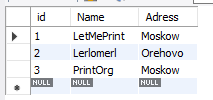 id Name Adress
1 LetMePrint Moskow
2 Lerlomerl Orehovo
3 PrintOrg Moskow
NULL NULL NULL